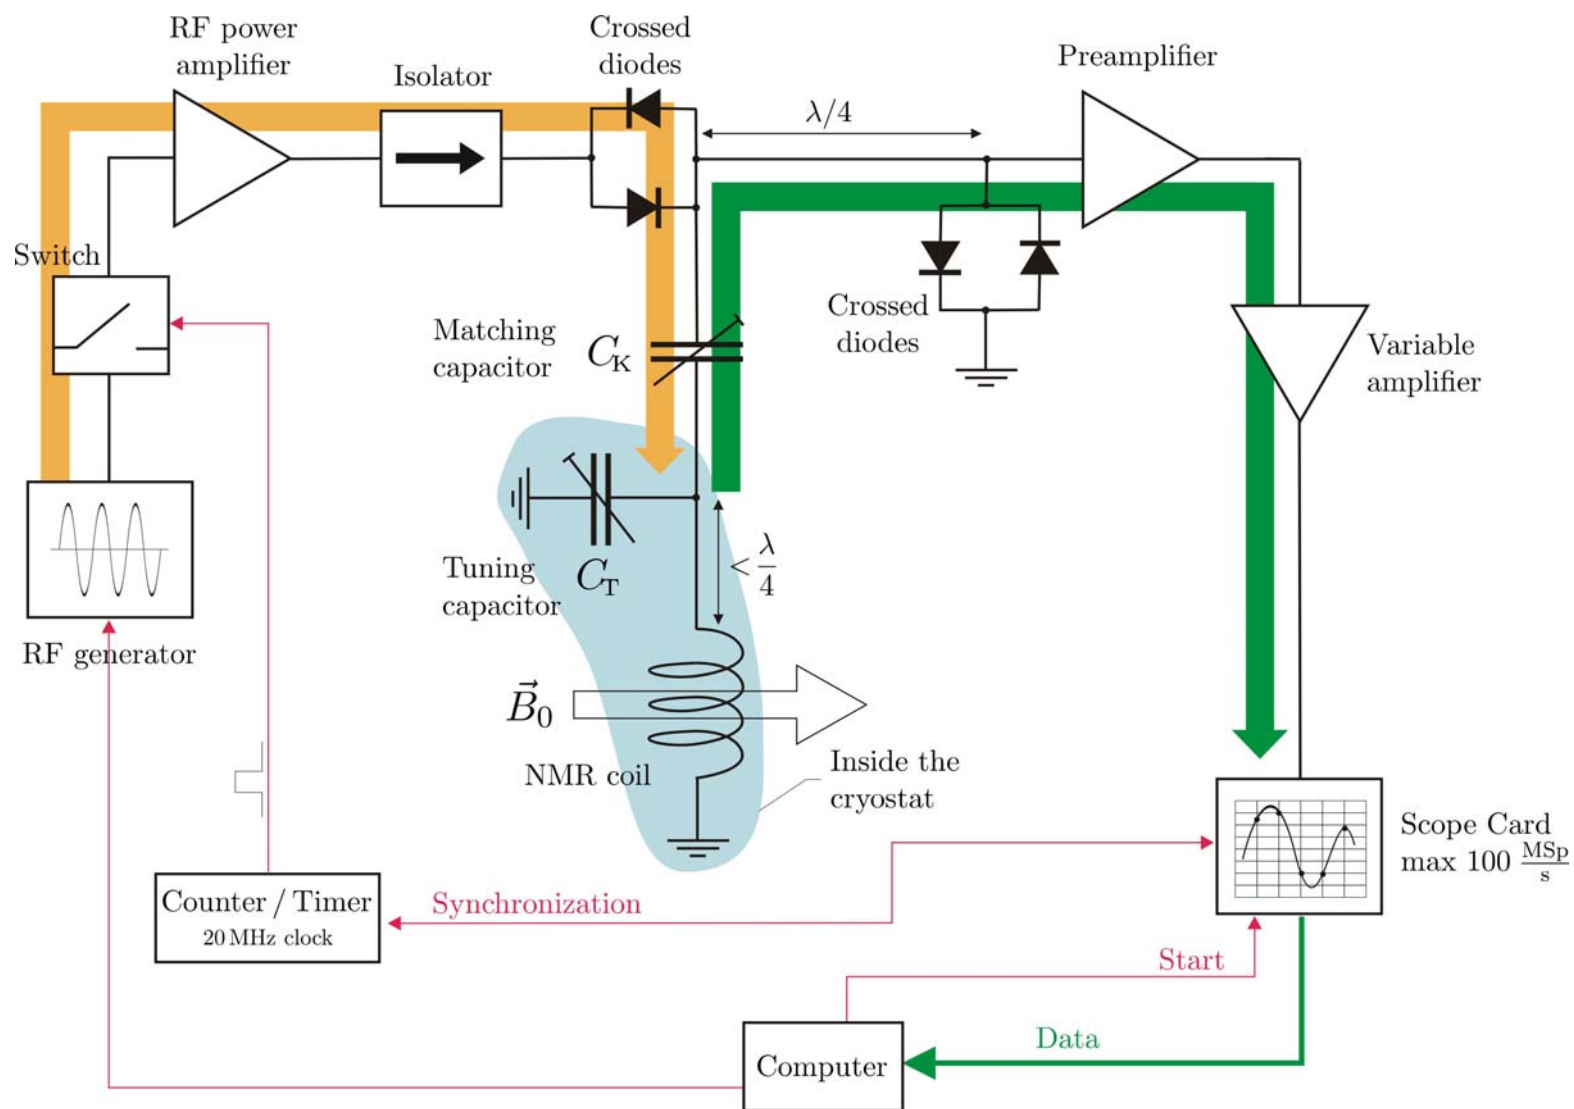 RF power
amplifier
Isolator
Crossed
diodes
Preamplifier
λ/4
Switch
Matching
capacitor
C_K
Crossed
diodes
Variable
amplifier
Tuning
capacitor
C_T
< λ/4
RF generator
B⃗_0
NMR coil
Inside the
cryostat
Scope Card
max 100 MSp/s
Counter / Timer
20 MHz clock
Synchronization
Start
Data
Computer